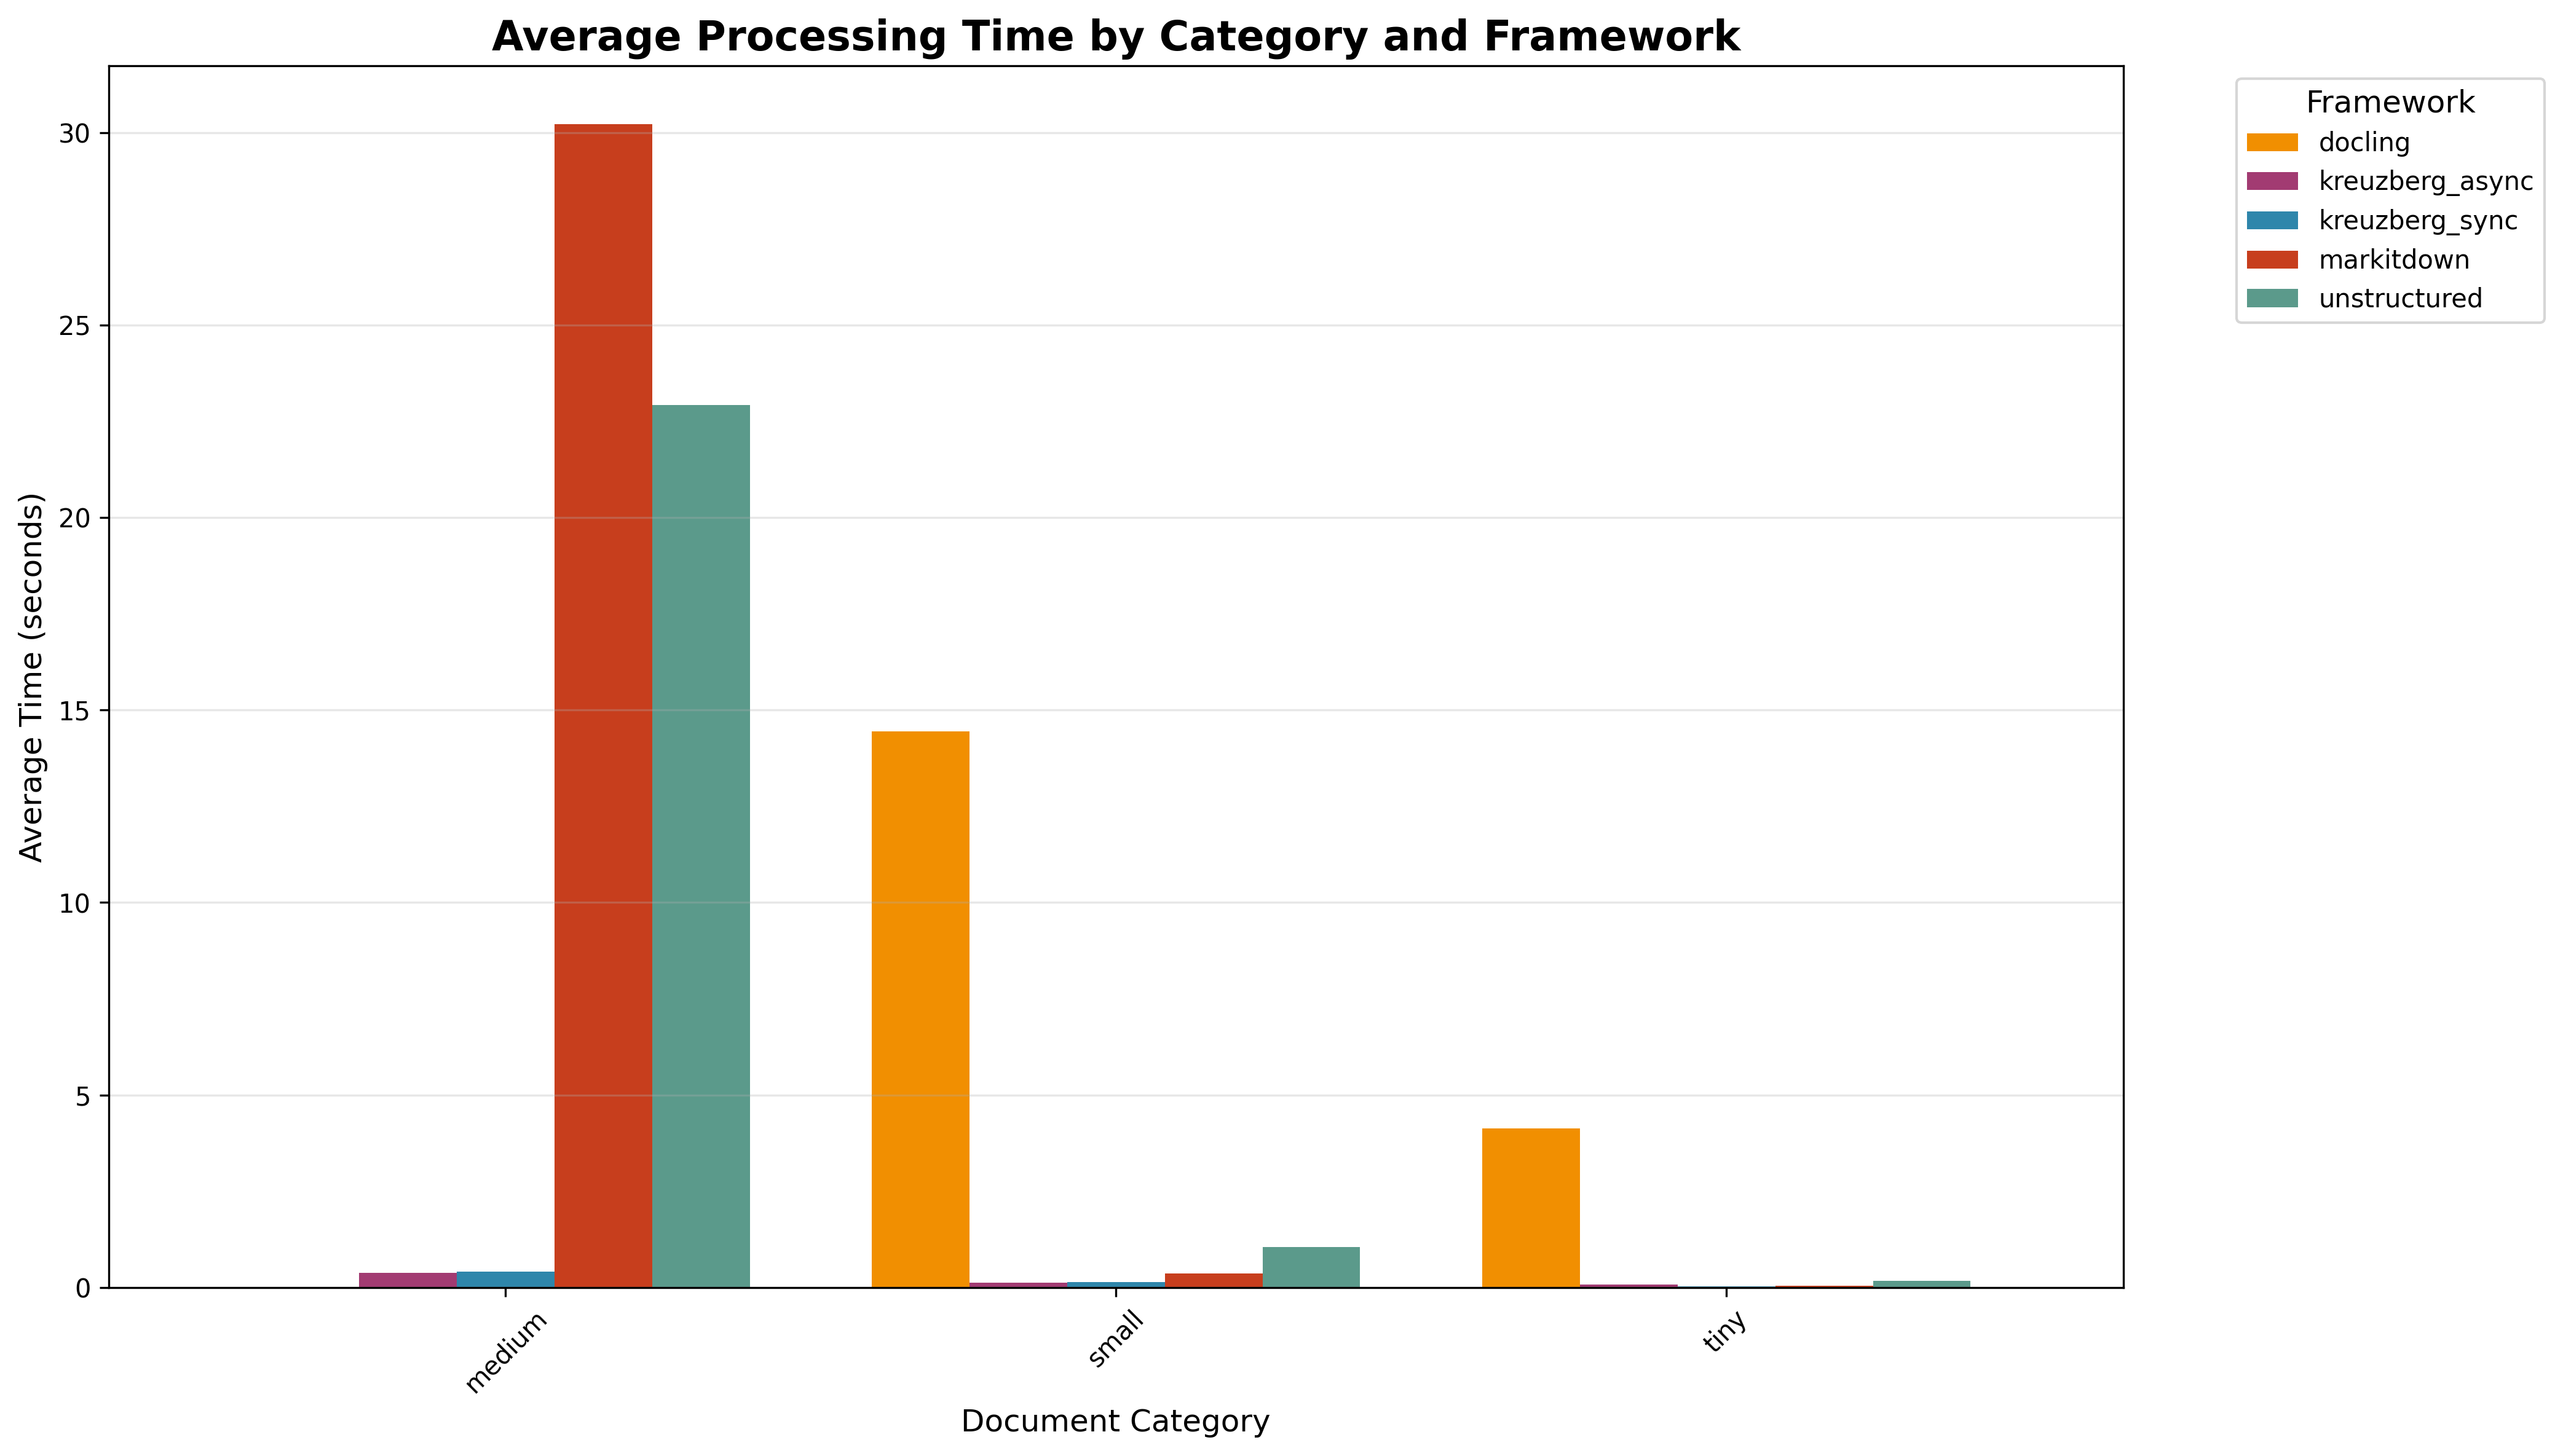 Average Processing Time by Category and Framework
Average Time (seconds)
30
25
20
15
10
5
0
medium
small
tiny
Document Category
Framework
docling
kreuzberg_async
kreuzberg_sync
markitdown
unstructured